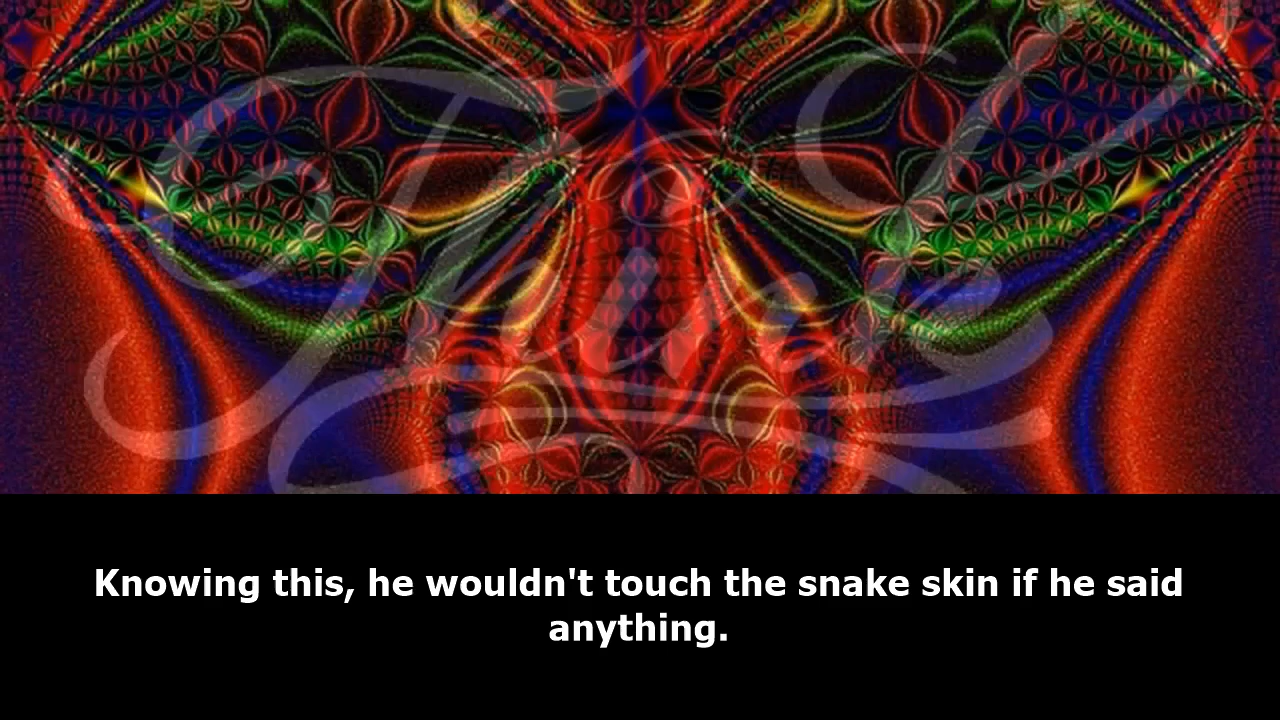 Knowing this, he wouldn't touch the snake skin if he said
anything.